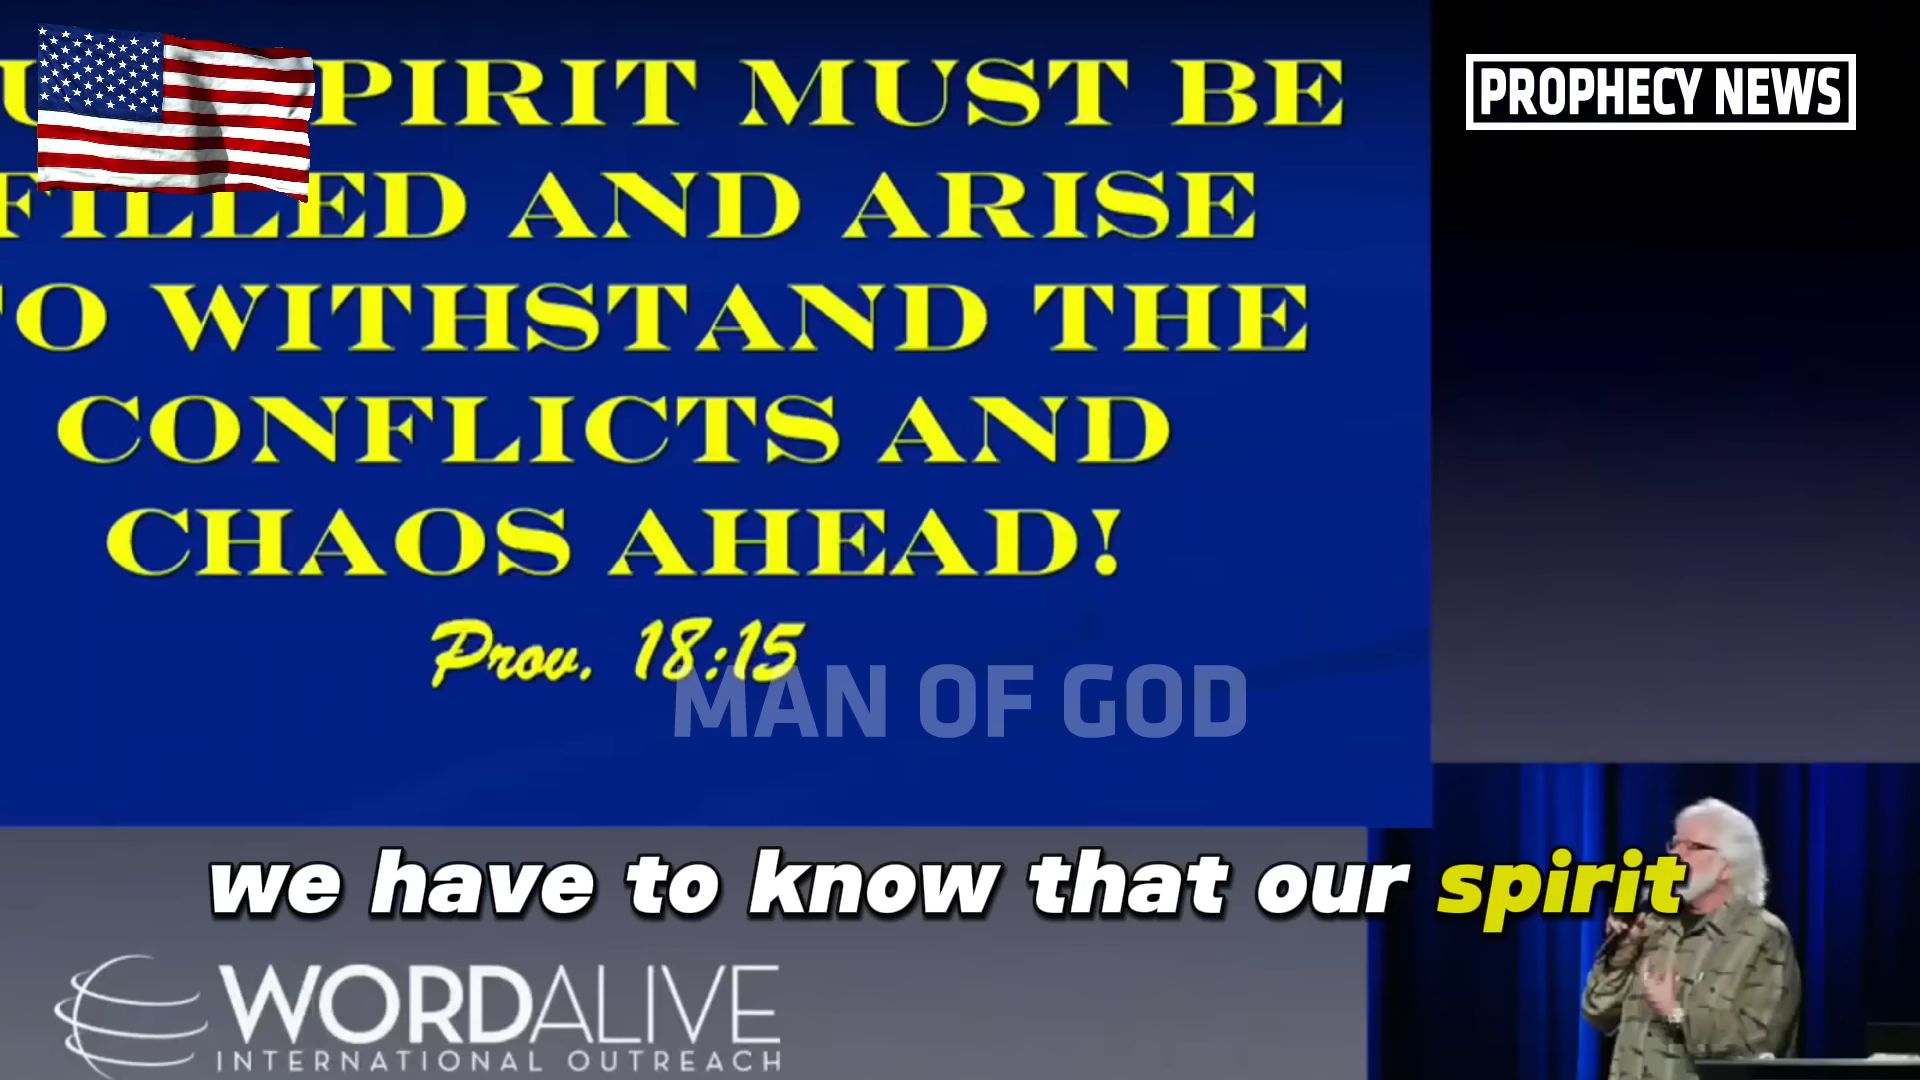 PROPHECY NEWS
PIRIT MUST BE
FILLED AND ARISE
TO WITHSTAND THE
CONFLICTS AND
CHAOS AHEAD!
Prov. 18:15
MAN OF GOD
we have to know that our spirit
WORDALIVE
INTERNATIONAL OUTREACH